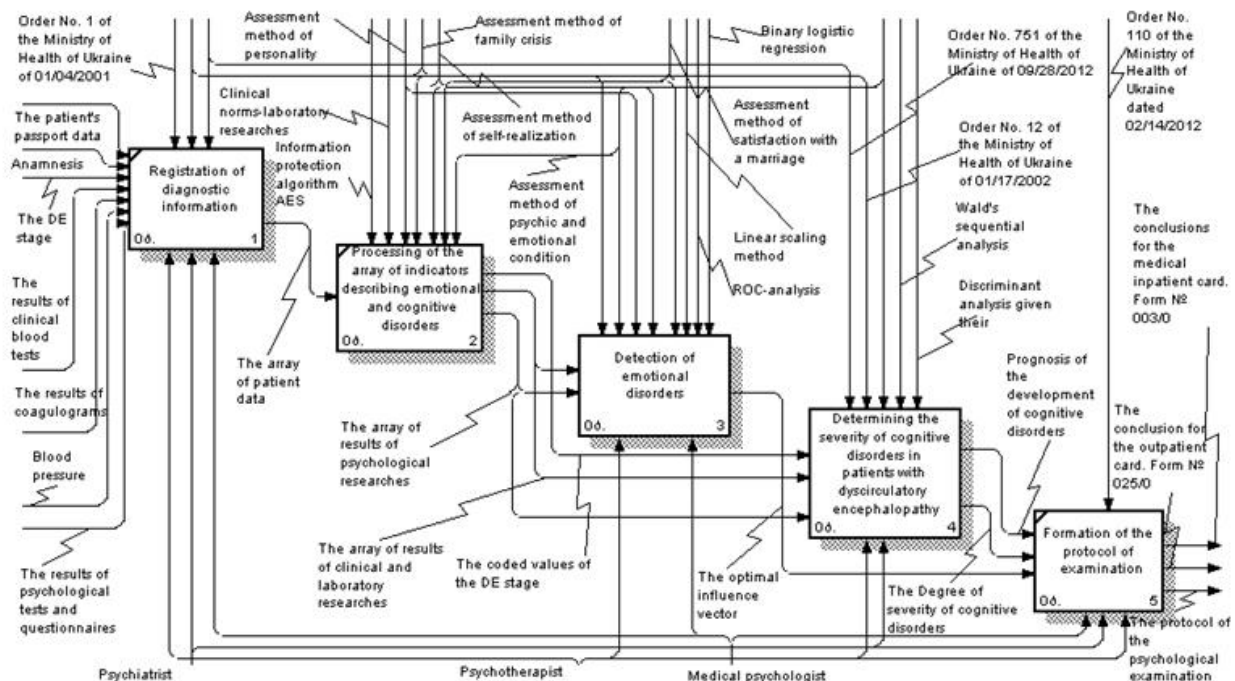 Order No. 1 of
the Ministry of
Health of Ukraine
of 01/04/2001
Assessment
method of
personality
Assessment method of
family crisis
Binary logistic
regression
Order No. 751 of the
Ministry of Health of
Ukraine of 09/28/2012
Order No.
110 of the
Ministry of
Health of
Ukraine
dated
02/14/2012
The patient's
passport data
Anamnesis
The DE
stage
The
results of
clinical
blood
tests
The results of
coagulograms
Blood
pressure
The results of
psychological
tests and
questionnaires
Clinical
norms-laboratory
researches
Information
protection
algorithm
AES
Assessment method
of self-realization
Assessment
method of
satisfaction with
a marriage
Order No. 12 of the
Ministry of Health
of Ukraine of
01/17/2002
Assessment
method of
psychic and
emotional
condition
Linear scaling
method
ROC-analysis
Wald's
sequential
analysis
Discriminant
analysis given
their
The
conclusions
for the
medical
inpatient card.
Form №
003/0
Registration of
diagnostic
information
0δ. 1
Processing of the
array of indicators
describing emotional
and cognitive
disorders
0δ. 2
Detection of
emotional
disorders
0δ. 3
Determining the
severity of cognitive
disorders in
patients with
dyscirculatory
encephalopathy
0δ. 4
Formation of the
protocol of
examination
0δ. 5
The array
of patient
data
The array of
results of
psychological
researches
The array of results
of clinical and
laboratory
researches
The coded values of
the DE stage
The optimal
influence
vector
Prognosis of
the
development
of cognitive
disorders
The
conclusion for
the outpatient
card. Form №
025/0
The Degree of
severity of cognitive
disorders
The protocol of
the
psychological
examination
Psychiatrist
Psychotherapist
Medical psychologist